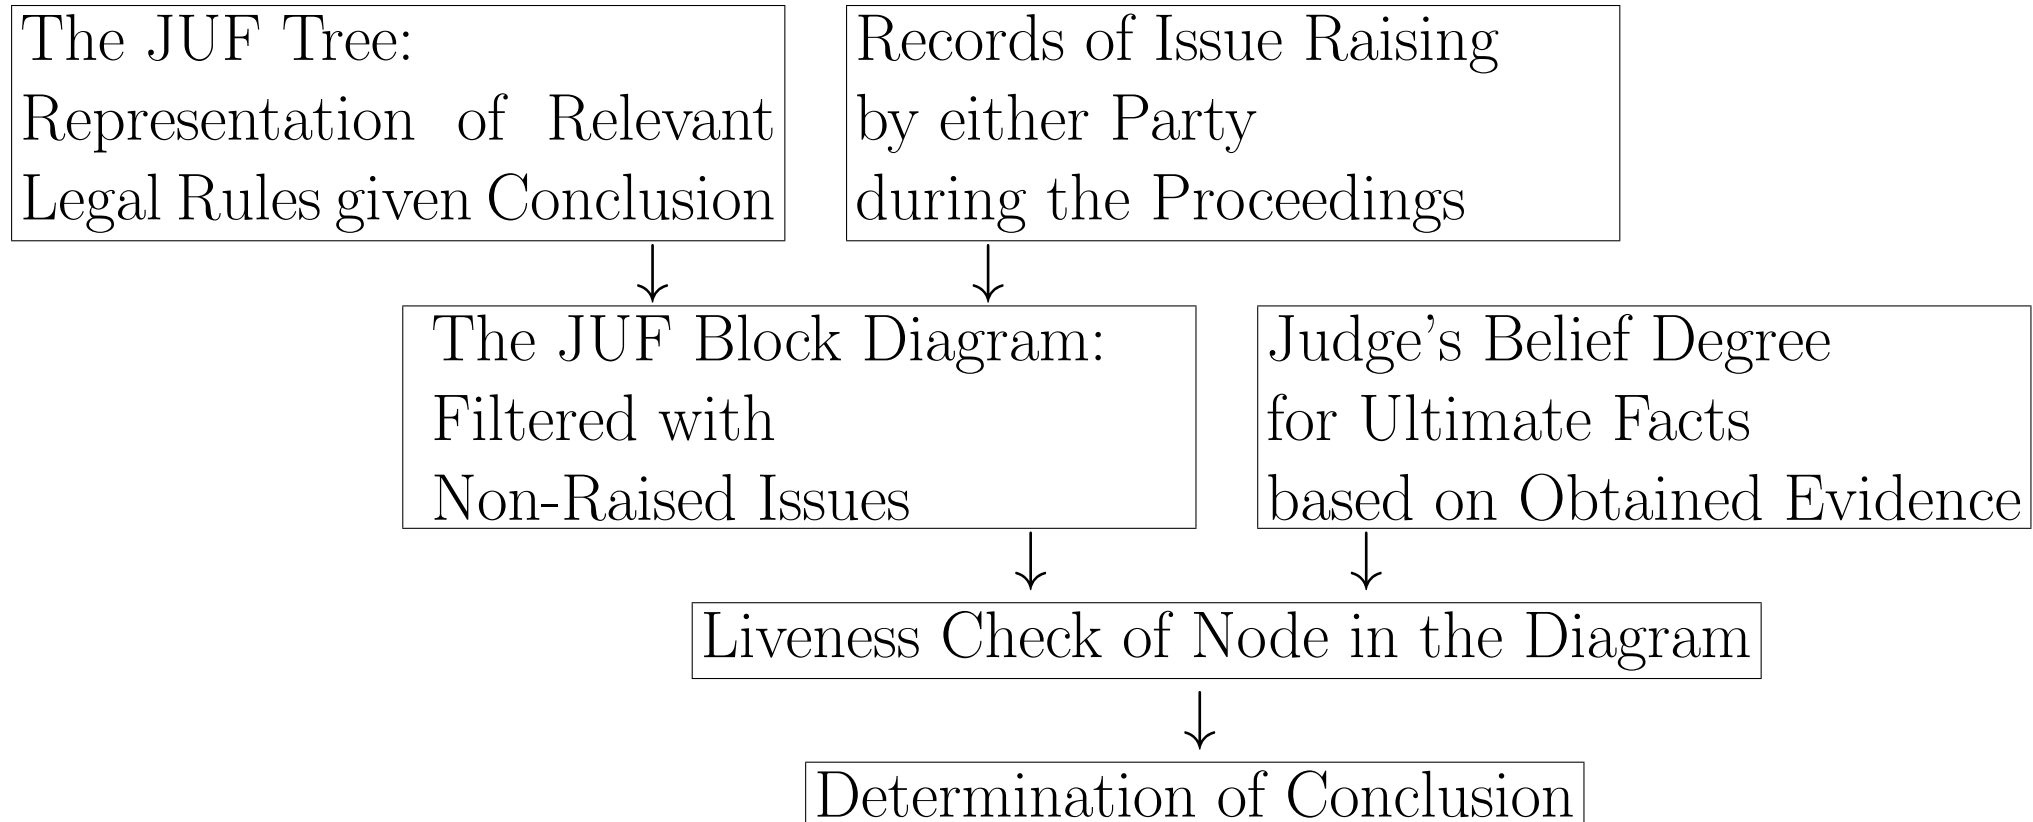 The JUF Tree:
Representation of Relevant
Legal Rules given Conclusion
Records of Issue Raising
by either Party
during the Proceedings
The JUF Block Diagram:
Filtered with
Non-Raised Issues
Judge's Belief Degree
for Ultimate Facts
based on Obtained Evidence
Liveness Check of Node in the Diagram
Determination of Conclusion